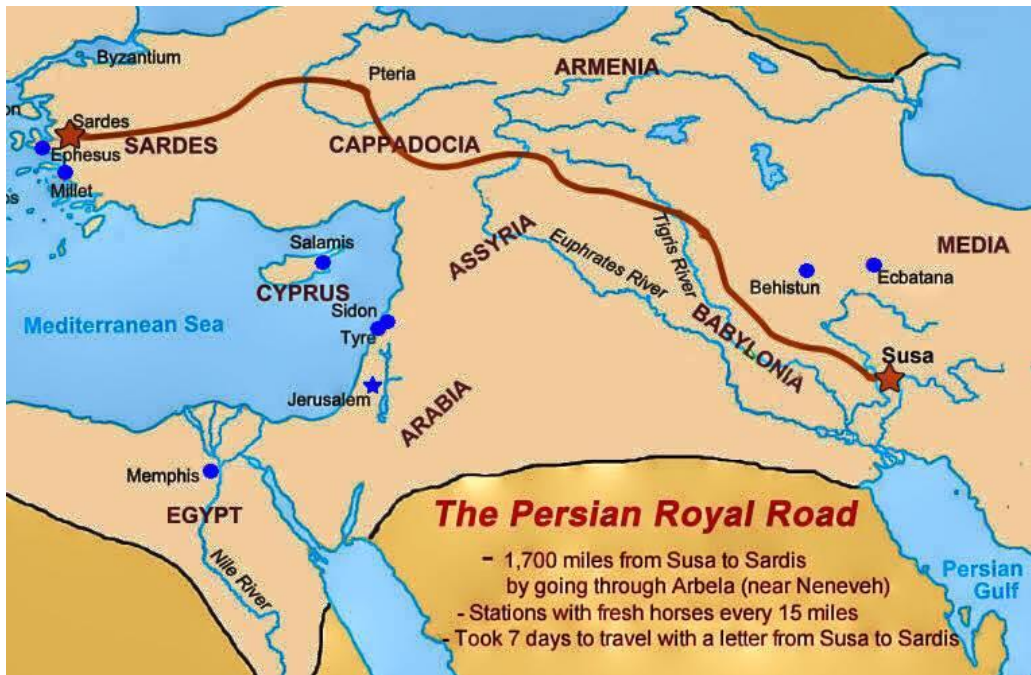 Byzantium
Pteria
ARMENIA
on
Sardes
SARDES
CAPPADOCIA
Ephesus
Millet
os
Tigris River
ASSYRIA
Euphrates River
MEDIA
Salamis
Behistun
Ecbatana
CYPRUS
Sidon
Mediterranean Sea
Tyre
BABYLONIA
Susa
Jerusalem
ARABIA
Memphis
EGYPT
Nile River
The Persian Royal Road
- 1,700 miles from Susa to Sardis
by going through Arbela (near Neneveh)
- Stations with fresh horses every 15 miles
- Took 7 days to travel with a letter from Susa to Sardis
Persian
Gulf